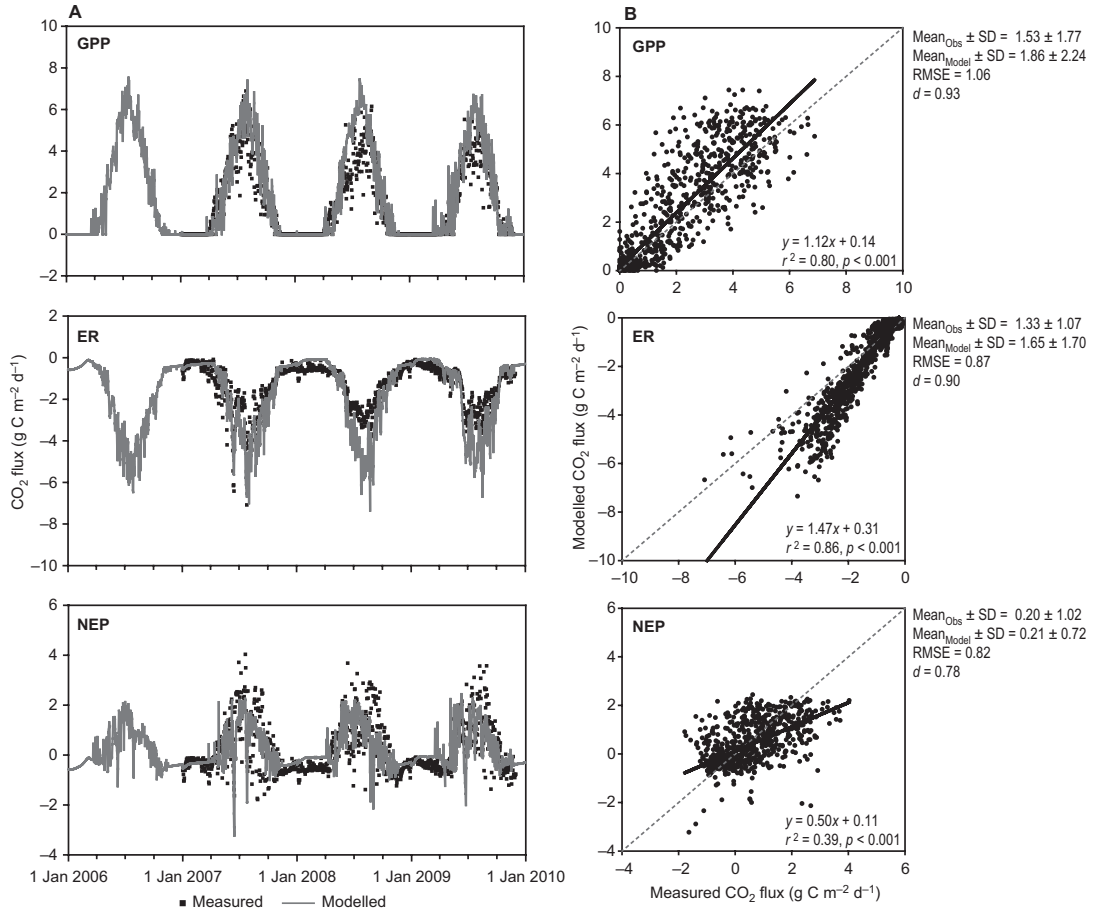 A
B
GPP
10
8
6
4
2
0
–2
GPP
10
8
6
4
2
0
0 2 4 6 8 10
y = 1.12x + 0.14
r² = 0.80, p < 0.001
MeanObs ± SD = 1.53 ± 1.77
MeanModel ± SD = 1.86 ± 2.24
RMSE = 1.06
d = 0.93
CO₂ flux (g C m⁻² d⁻¹)
ER
2
0
–2
–4
–6
–8
–10
Modelled CO₂ flux (g C m⁻² d⁻¹)
ER
0
–2
–4
–6
–8
–10
–10 –8 –6 –4 –2 0
y = 1.47x + 0.31
r² = 0.86, p < 0.001
MeanObs ± SD = 1.33 ± 1.07
MeanModel ± SD = 1.65 ± 1.70
RMSE = 0.87
d = 0.90
NEP
6
4
2
0
–2
–4
1 Jan 2006 1 Jan 2007 1 Jan 2008 1 Jan 2009 1 Jan 2010
Measured Modelled
NEP
6
4
2
0
–2
–4
–4 –2 0 2 4 6
y = 0.50x + 0.11
r² = 0.39, p < 0.001
Measured CO₂ flux (g C m⁻² d⁻¹)
MeanObs ± SD = 0.20 ± 1.02
MeanModel ± SD = 0.21 ± 0.72
RMSE = 0.82
d = 0.78